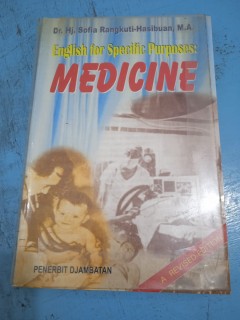 Dr. Hj. Sofia Rangkuti-Hasibuan, M.A.
English for Specific Purposes:
MEDICINE
PENERBIT DJAMBATAN